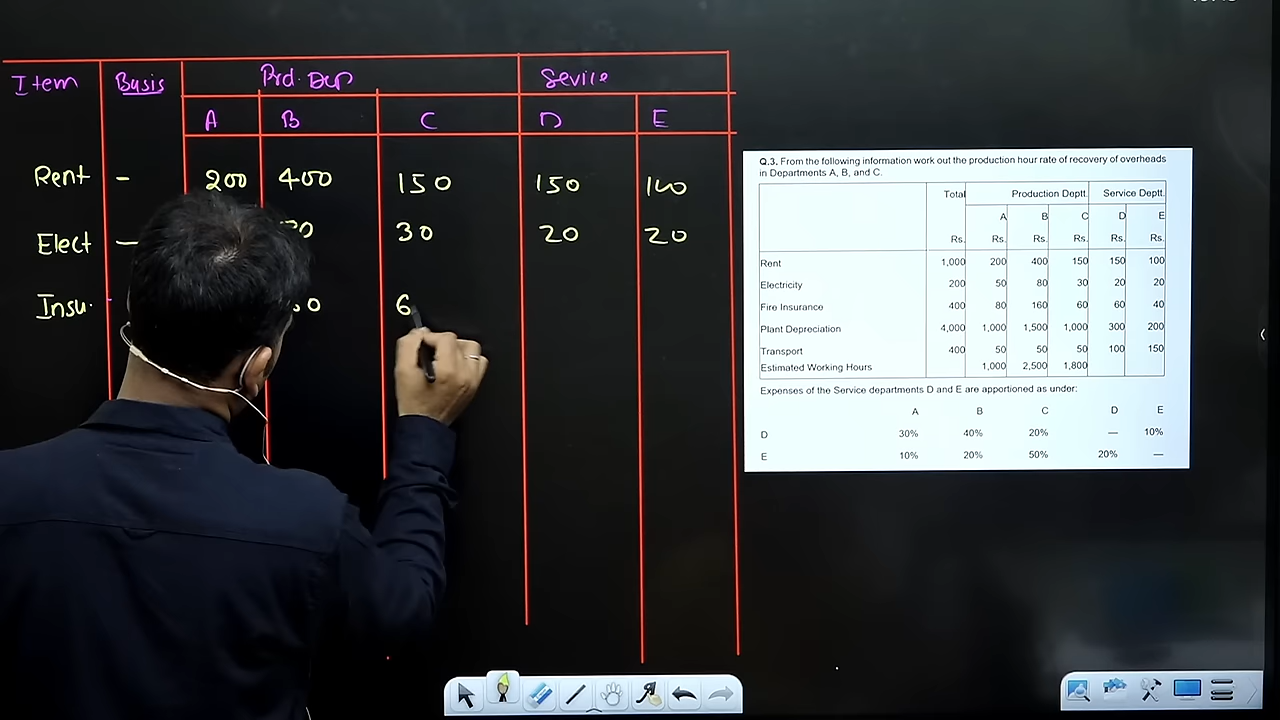 Item Basis Prd. Dep Sevice
A B C D E
Rent - 200 400 150 150 100
Elect - 30 20 20
Insu. 6
Q.3. From the following information work out the production hour rate of recovery of overheads
in Departments A, B, and C.
Total Production Deptt. Service Deptt.
A B C D E
Rs. Rs. Rs. Rs. Rs. Rs.
Rent 1,000 200 400 150 150 100
Electricity 200 50 80 30 20 20
Fire Insurance 400 80 160 60 60 40
Plant Depreciation 4,000 1,000 1,500 1,000 300 200
Transport 400 50 50 50 100 150
Estimated Working Hours 1,000 2,500 1,800
Expenses of the Service departments D and E are apportioned as under:
A B C D E
D 30% 40% 20% — 10%
E 10% 20% 50% 20% —